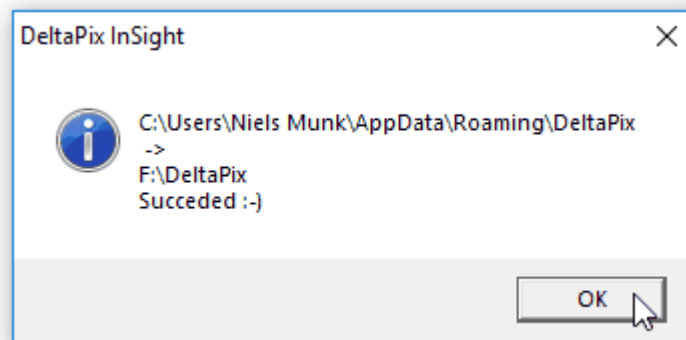 DeltaPix InSight
C:\Users\Niels Munk\AppData\Roaming\DeltaPix
->
F:\DeltaPix
Succeded :-)
OK